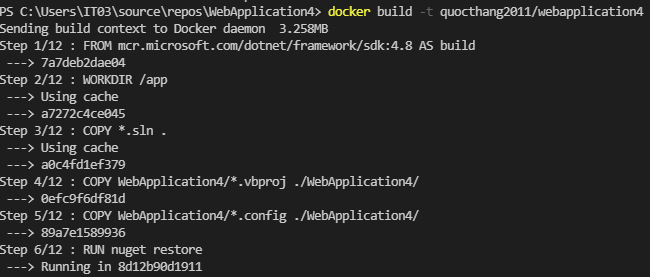 PS C:\Users\IT03\source\repos\WebApplication4> docker build -t quocthang2011/webapplication4
Sending build context to Docker daemon  3.258MB
Step 1/12 : FROM mcr.microsoft.com/dotnet/framework/sdk:4.8 AS build
 ---> 7a7deb2dae04
Step 2/12 : WORKDIR /app
 ---> Using cache
 ---> a7272c4ce045
Step 3/12 : COPY *.sln .
 ---> Using cache
 ---> a0c4fd1ef379
Step 4/12 : COPY WebApplication4/*.vbproj ./WebApplication4/
 ---> 0efc9f6df81d
Step 5/12 : COPY WebApplication4/*.config ./WebApplication4/
 ---> 89a7e1589936
Step 6/12 : RUN nuget restore
 ---> Running in 8d12b90d1911